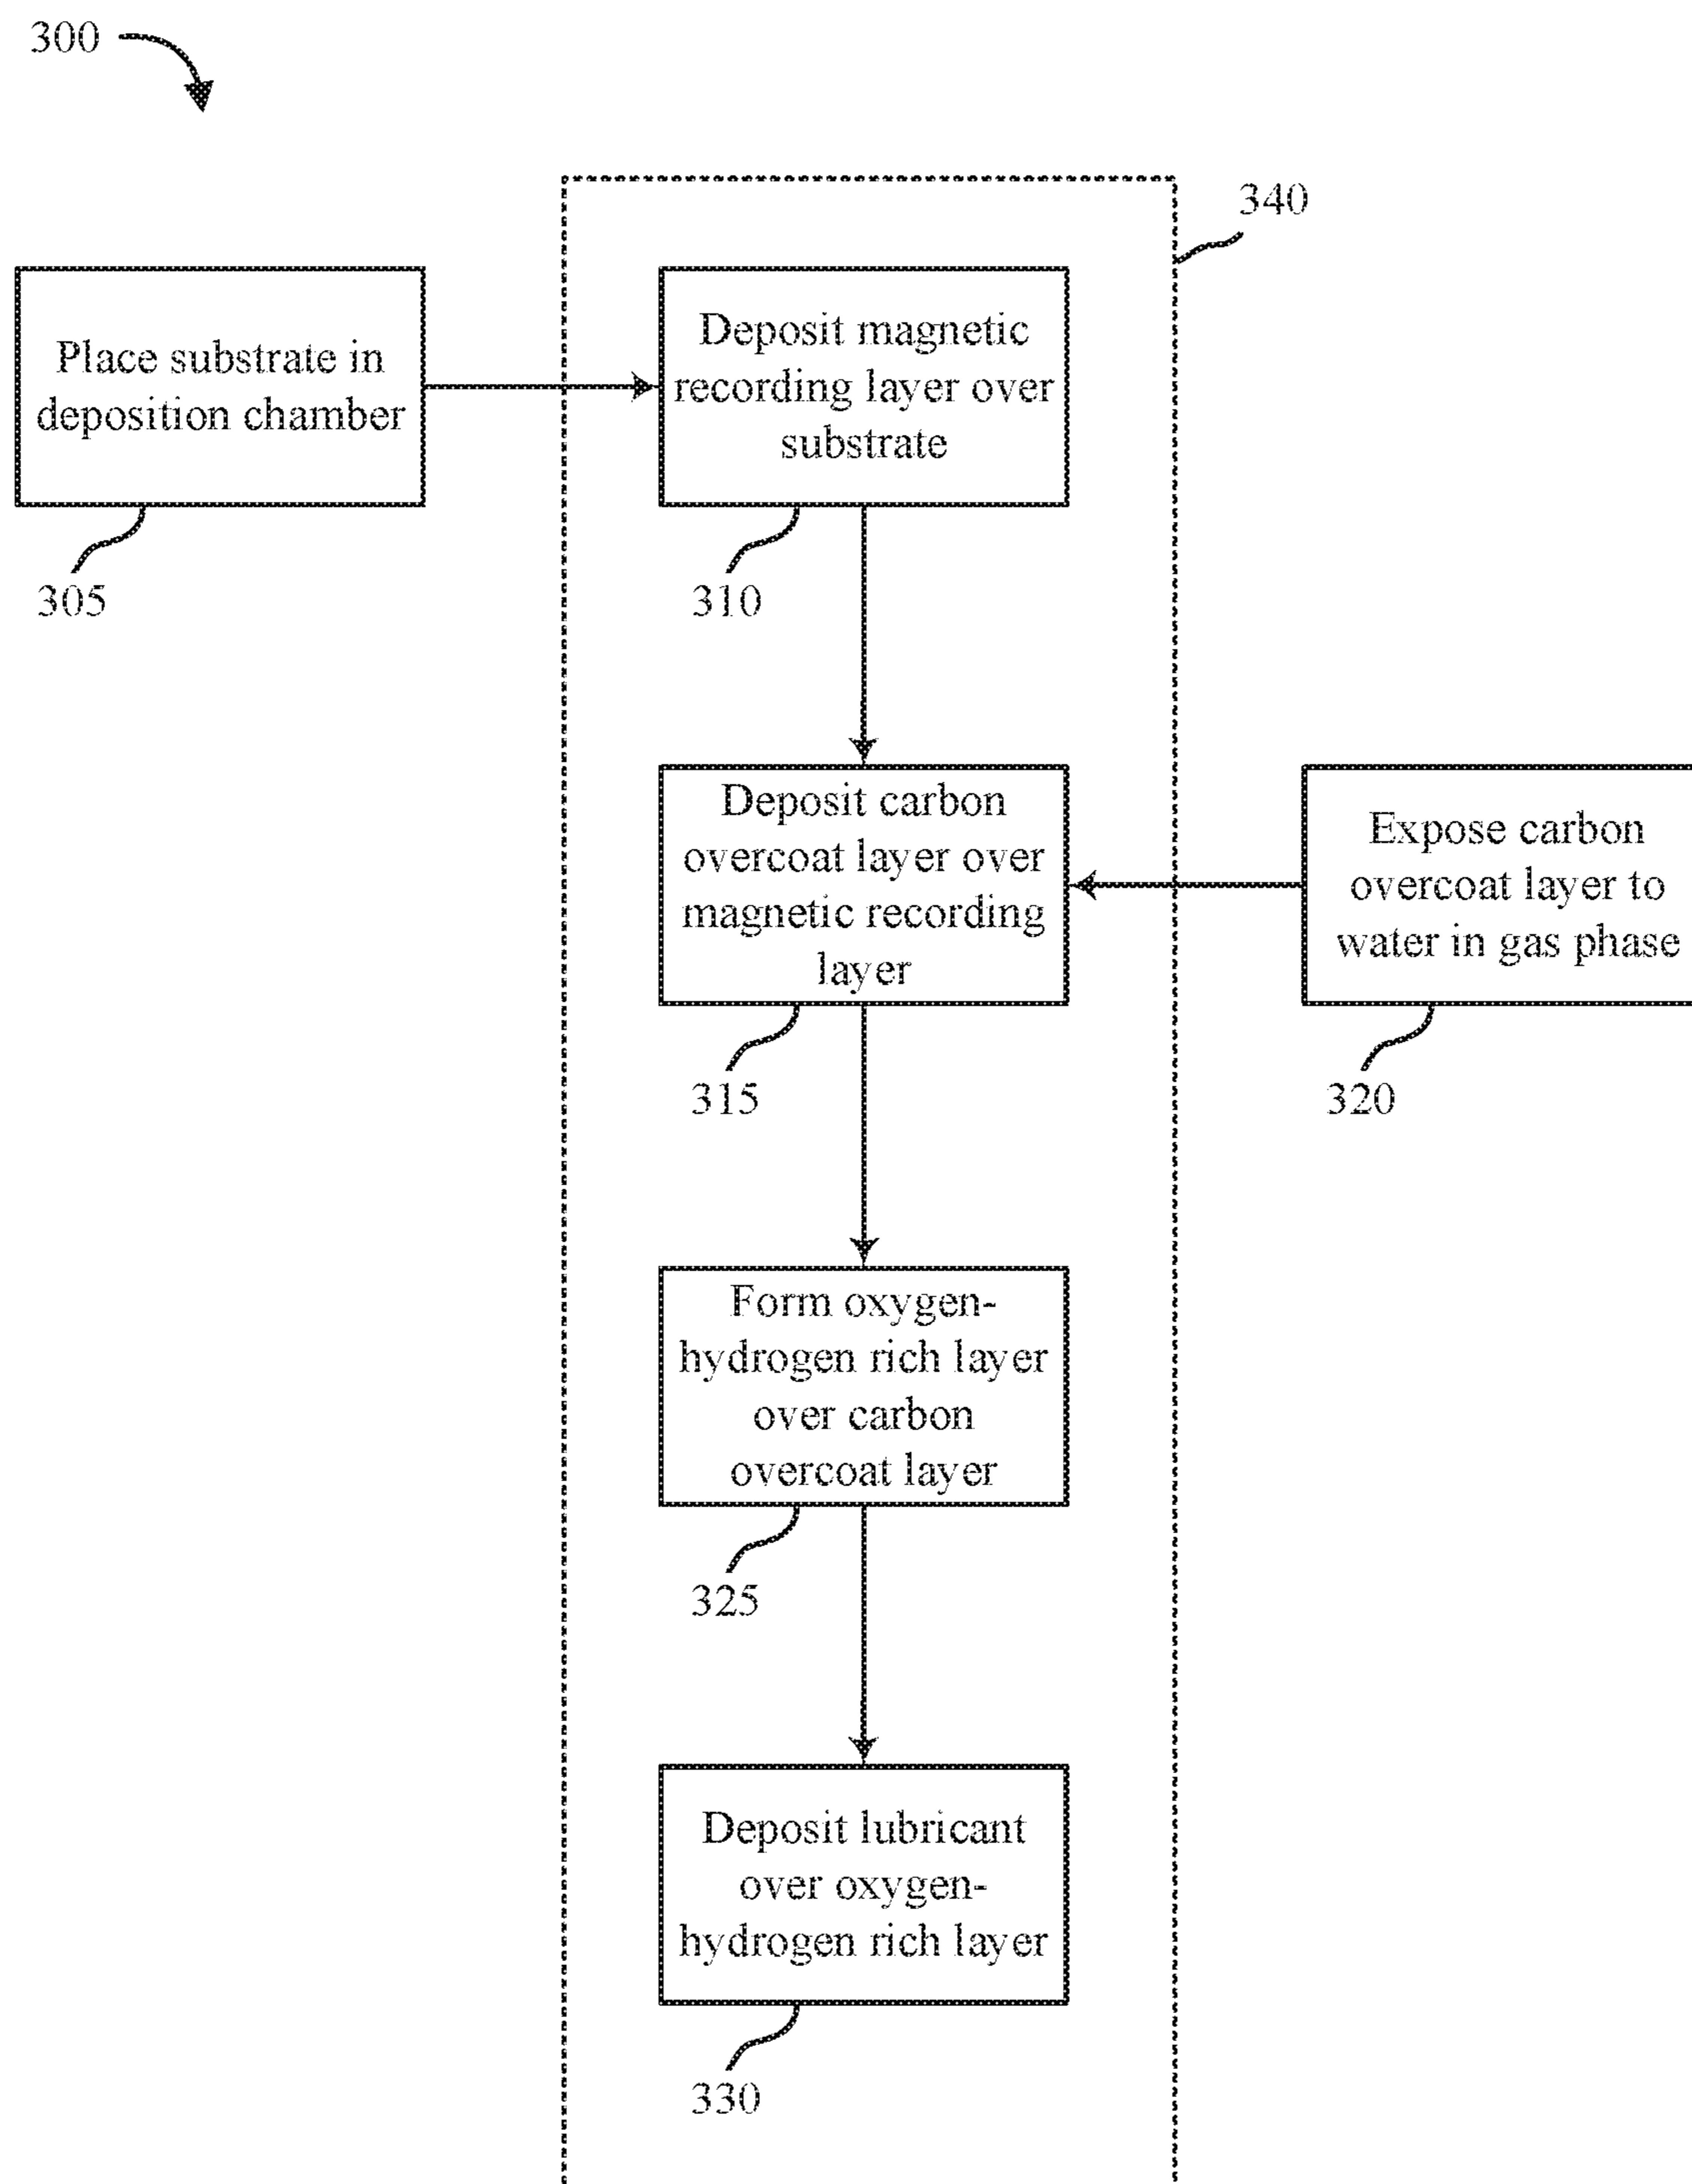 300
340
Place substrate in
deposition chamber
305
Deposit magnetic
recording layer over
substrate
310
Deposit carbon
overcoat layer over
magnetic recording
layer
315
Expose carbon
overcoat layer to
water in gas phase
320
Form oxygen-
hydrogen rich layer
over carbon
overcoat layer
325
Deposit lubricant
over oxygen-
hydrogen rich layer
330